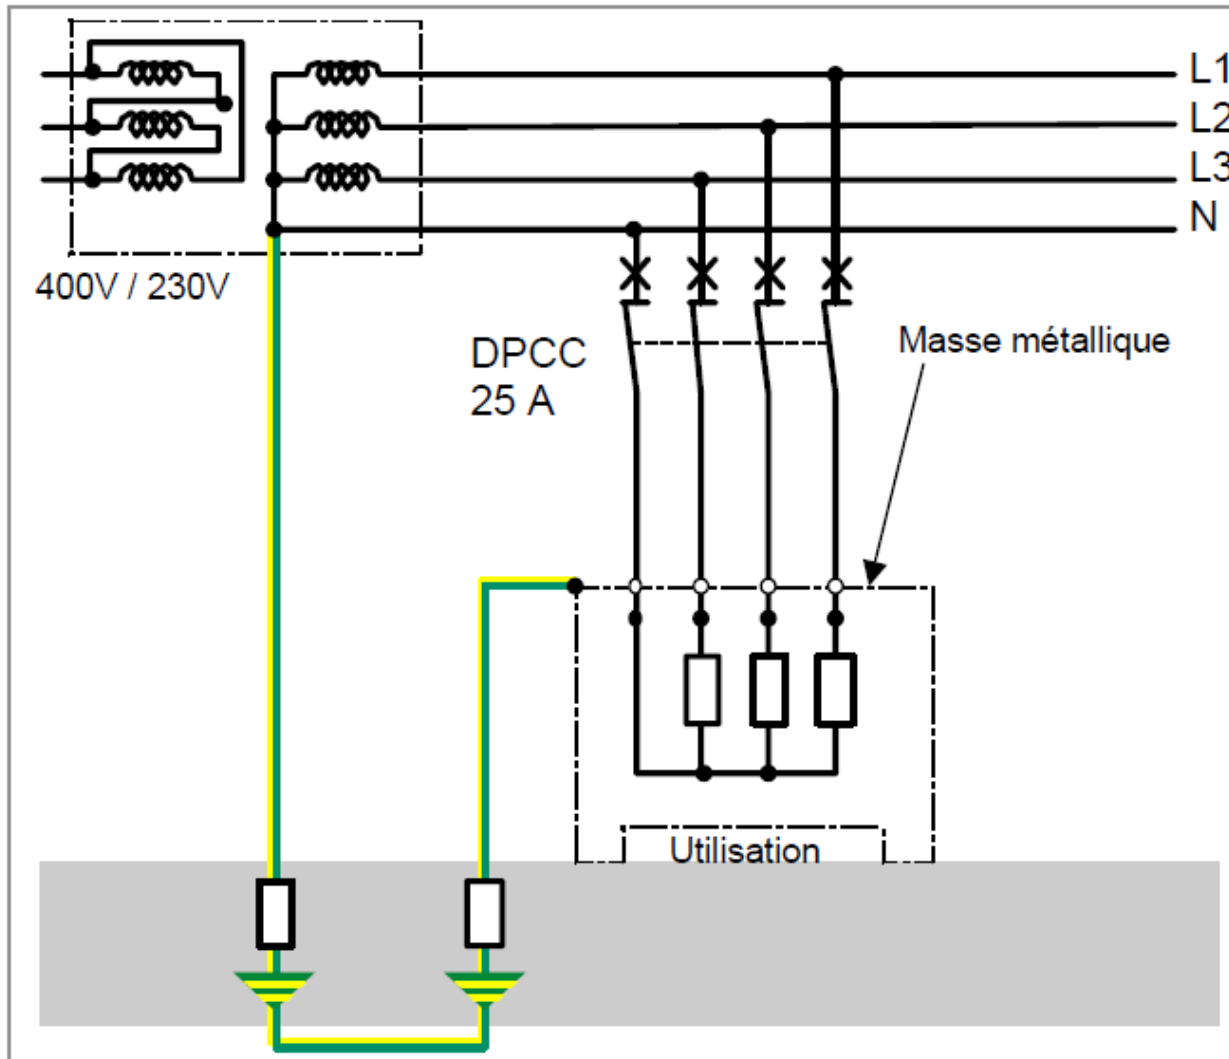 L1
L2
L3
N
400V / 230V
DPCC
25 A
Masse métallique
Utilisation